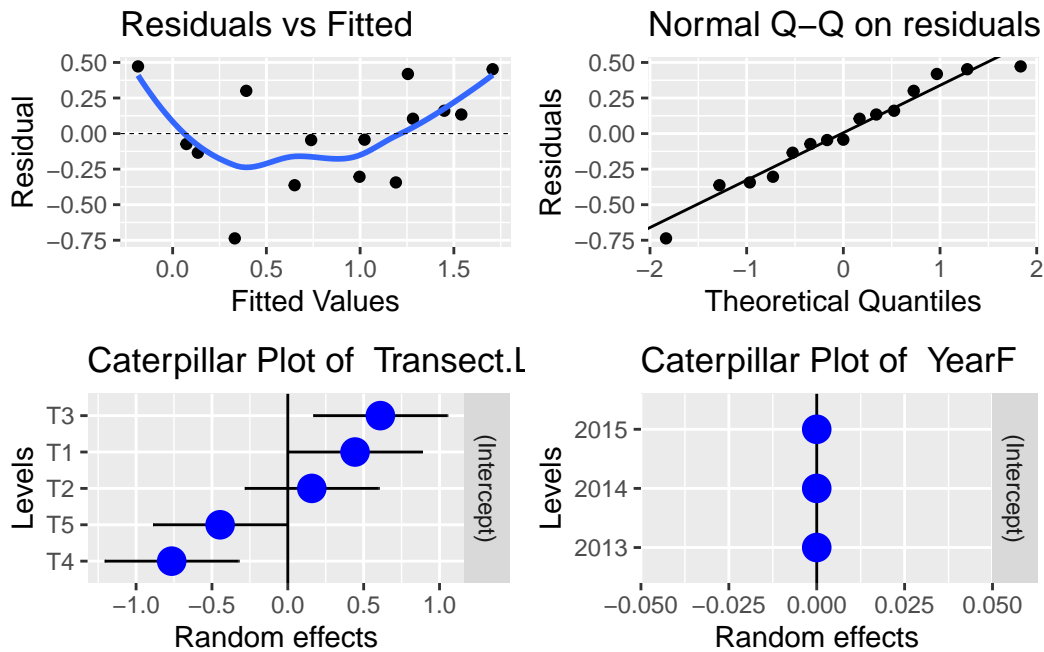 Residuals vs Fitted
0.50
0.25
0.00
−0.25
−0.50
−0.75
Residual
0.0 0.5 1.0 1.5
Fitted Values
Normal Q−Q on residuals
0.50
0.25
0.00
−0.25
−0.50
−0.75
Residuals
−2 −1 0 1 2
Theoretical Quantiles
Caterpillar Plot of  Transect.L
T3
T1
T2
T5
T4
Levels
(Intercept)
−1.0 −0.5 0.0 0.5 1.0
Random effects
Caterpillar Plot of  YearF
2015
2014
2013
Levels
(Intercept)
−0.050 −0.025 0.000 0.025 0.050
Random effects